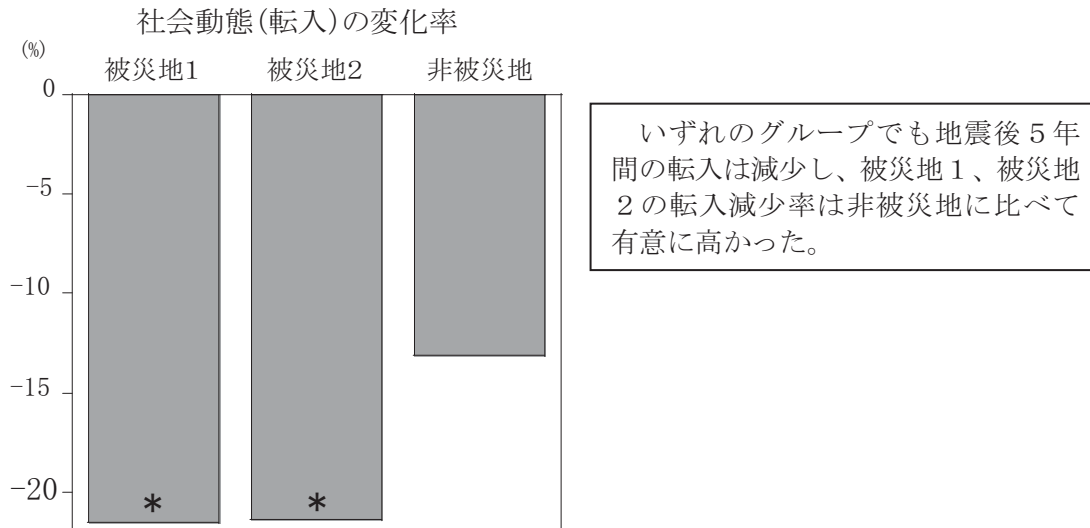 社会動態(転入)の変化率
(%)
被災地1 被災地2 非被災地
0
-5
-10
-15
-20
* *
いずれのグループでも地震後5年
間の転入は減少し、被災地1、被災地
2の転入減少率は非被災地に比べて
有意に高かった。